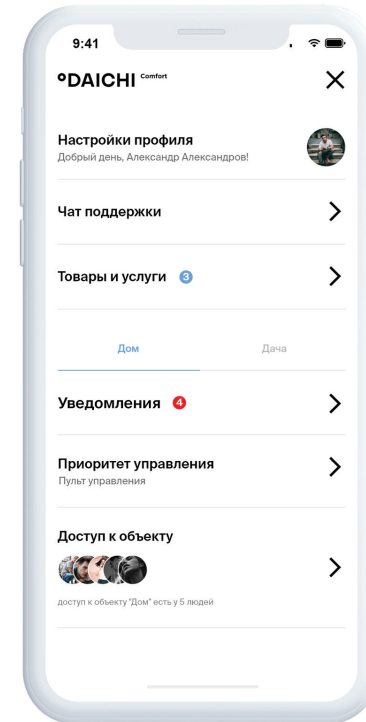 9:41
°DAICHI Comfort
Настройки профиля
Добрый день, Александр Александров!
Чат поддержки
Товары и услуги 3
Дом Дача
Уведомления 4
Приоритет управления
Пульт управления
Доступ к объекту
доступ к объекту "Дом" есть у 5 людей